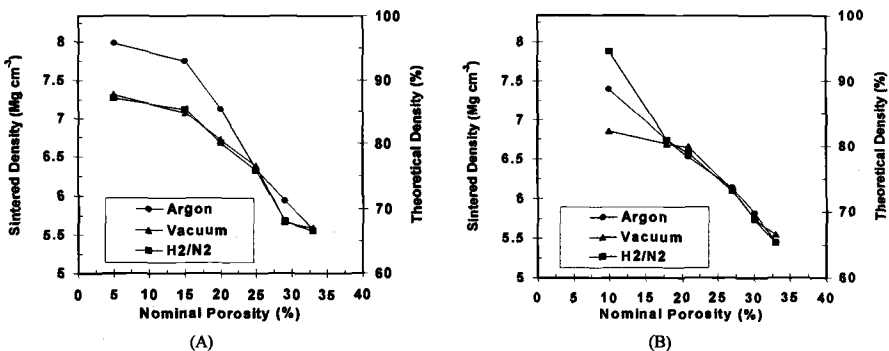 Sintered Density (Mg cm⁻³)
8
7.5
7
6.5
6
5.5
5
100
90
80
70
60
Theoretical Density (%)
Argon
Vacuum
H2/N2
0 5 10 15 20 25 30 35 40
Nominal Porosity (%)
(A)
Sintered Density (Mg cm⁻³)
8
7.5
7
6.5
6
5.5
5
100
90
80
70
60
Theoretical Density (%)
Argon
Vacuum
H2/N2
0 5 10 15 20 25 30 35
Nominal Porosity (%)
(B)